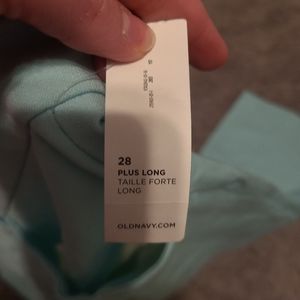 28
PLUS LONG
TAILLE FORTE
LONG
OLDNAVY.COM